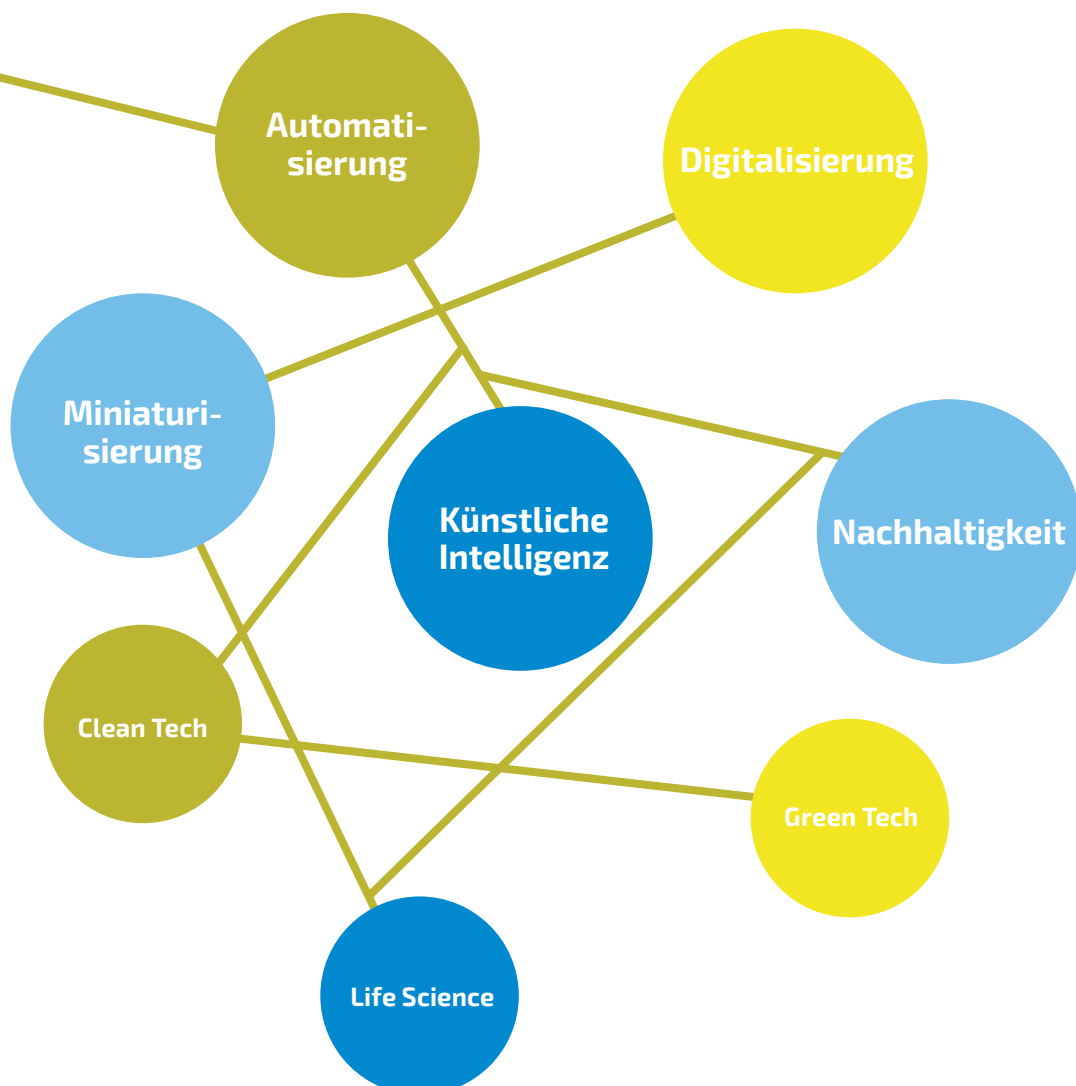 Automati-
sierung
Digitalisierung
Miniaturi-
sierung
Künstliche
Intelligenz
Nachhaltigkeit
Clean Tech
Green Tech
Life Science